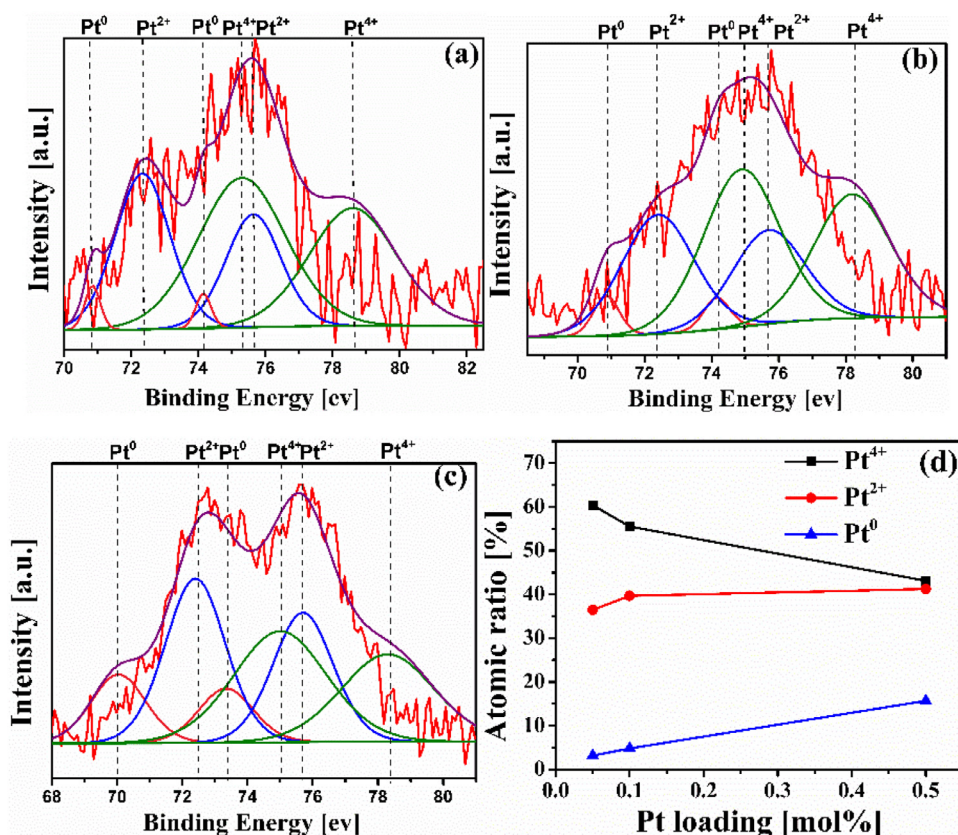 Pt⁰ Pt²⁺ Pt⁰ Pt⁴⁺ Pt²⁺ Pt⁴⁺
(a)
Intensity [a.u.]
70 72 74 76 78 80 82
Binding Energy [ev]
Pt⁰ Pt²⁺ Pt⁰ Pt⁴⁺ Pt²⁺ Pt⁴⁺
(b)
Intensity [a.u.]
70 72 74 76 78 80
Binding Energy [ev]
Pt⁰ Pt²⁺ Pt⁰ Pt⁴⁺ Pt²⁺ Pt⁴⁺
(c)
Intensity [a.u.]
68 70 72 74 76 78 80
Binding Energy [ev]
(d)
Pt⁴⁺
Pt²⁺
Pt⁰
Atomic ratio [%]
70
60
50
40
30
20
10
0
0.0 0.1 0.2 0.3 0.4 0.5
Pt loading [mol%]